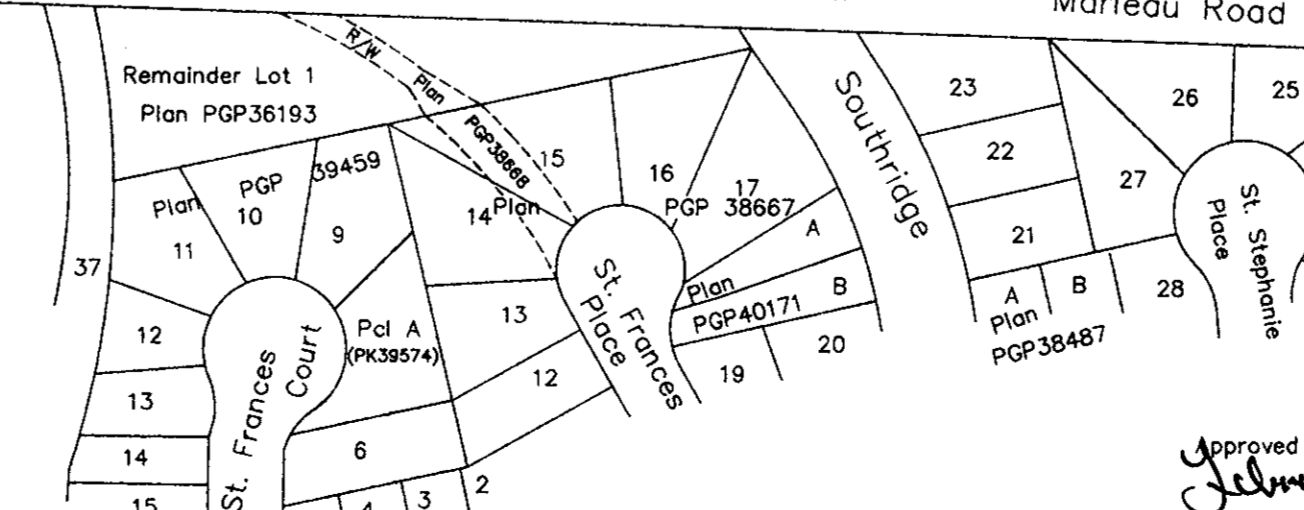 Marleau Road
R/W
Plan
PGP38668
Remainder Lot 1
Plan PGP36193
Southridge
23
26
25
22
27
21
28
A
B
Plan
PGP38487
St. Stephanie
Place
15
16
17
PGP 38667
Plan
14
A
B
Plan
PGP40171
20
19
13
12
St. Frances
Place
39459
PGP
Plan
10
11
9
37
12
Pcl A
(PK39574)
St. Frances
Court
13
14
15
6
4
3
2
Approved